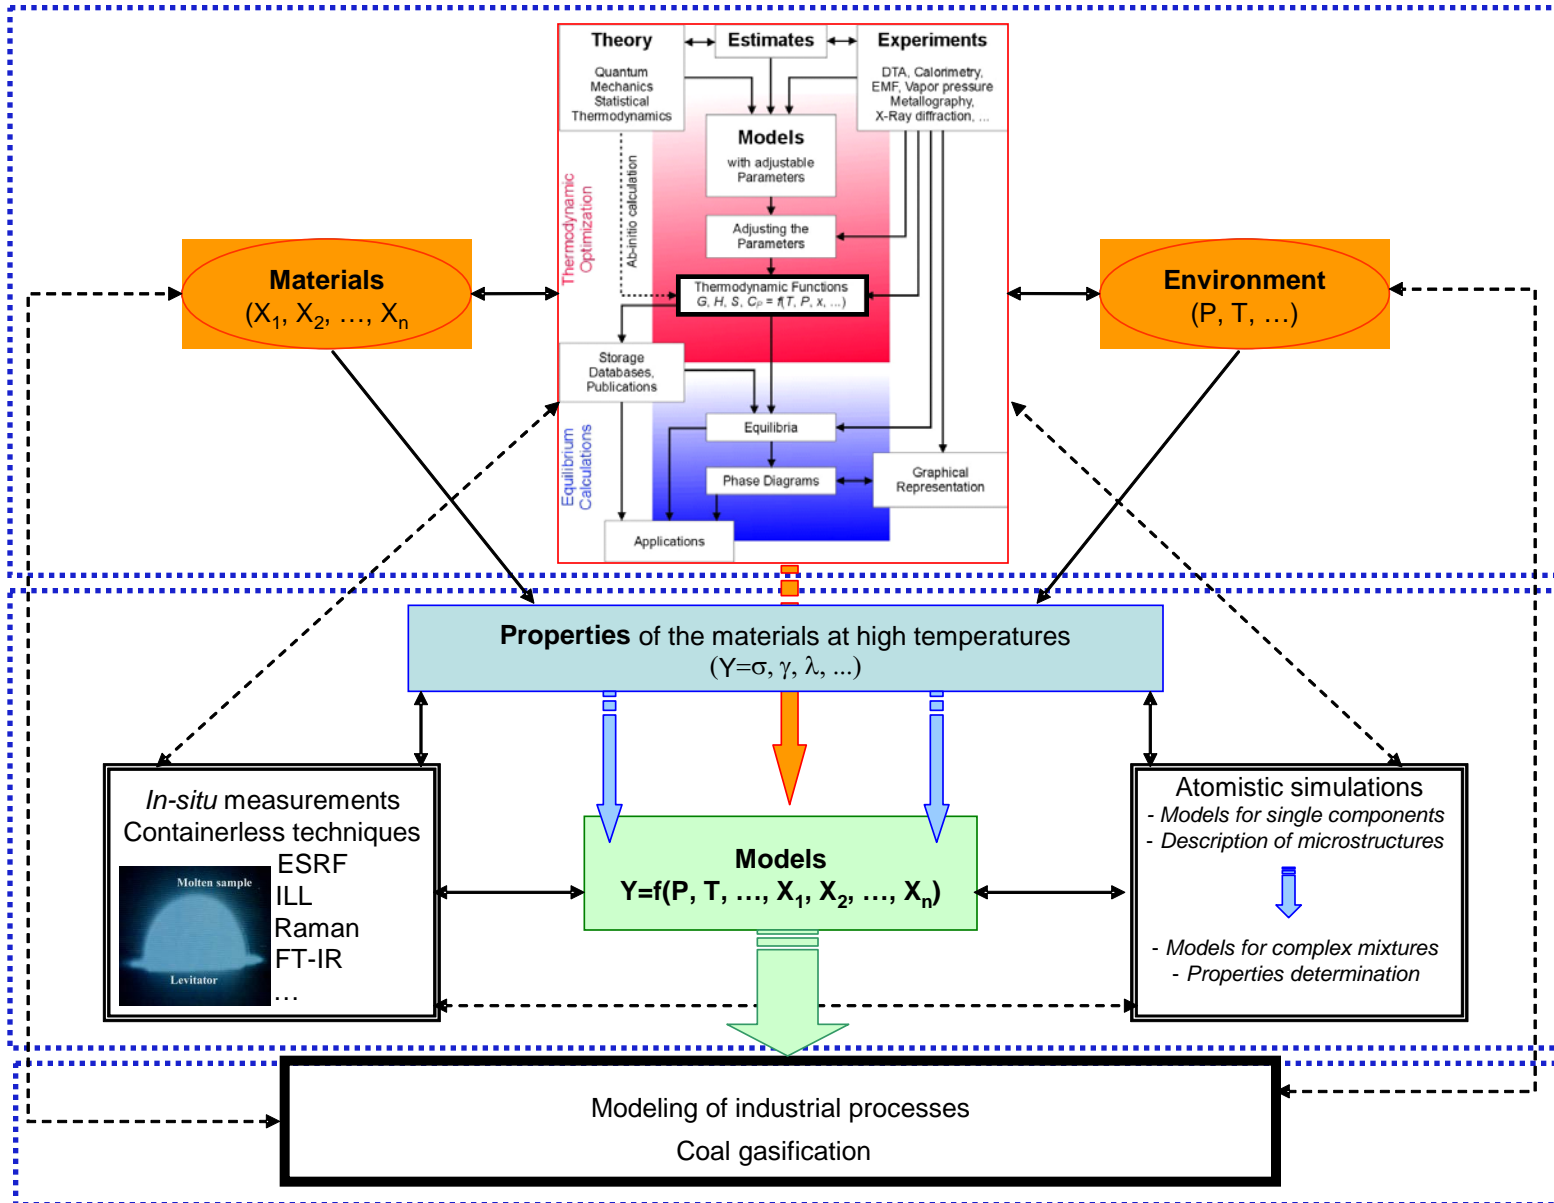 Theory
Estimates
Experiments
Quantum
Mechanics
Statistical
Thermodynamics
DTA, Calorimetry,
EMF, Vapor pressure
Metallography,
X-Ray diffraction, ...
Models
with adjustable
Parameters
Thermodynamic
Optimization
Ab-initio calculation
Adjusting the
Parameters
Thermodynamic Functions
G, H, S, C_P = f(T, P, x, ...)
Materials
(X₁, X₂, …, Xₙ
Environment
(P, T, …)
Storage
Databases,
Publications
Equilibrium
Calculations
Equilibria
Phase Diagrams
Graphical
Representation
Applications
Properties of the materials at high temperatures
(Y=σ, γ, λ, ...)
In-situ measurements
Containerless techniques
ESRF
ILL
Raman
FT-IR
…
Molten sample
Levitator
Models
Y=f(P, T, …, X₁, X₂, …, Xₙ)
Atomistic simulations
- Models for single components
- Description of microstructures
- Models for complex mixtures
- Properties determination
Modeling of industrial processes
Coal gasification